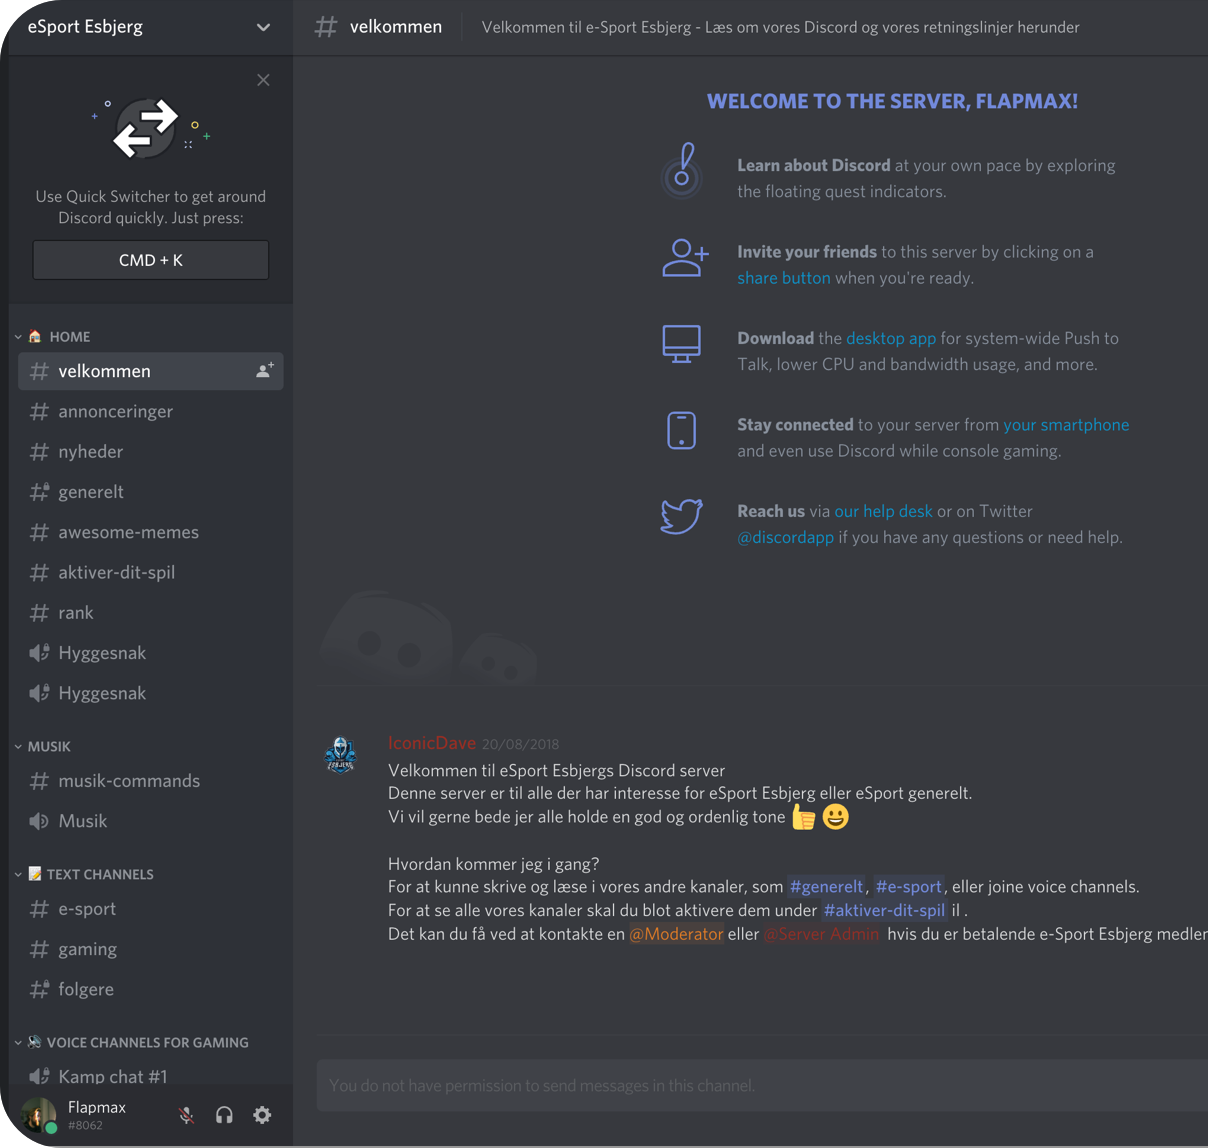 eSport Esbjerg
Use Quick Switcher to get around
Discord quickly. Just press:
CMD + K
HOME
velkommen
annonceringer
nyheder
generelt
awesome-memes
aktiver-dit-spil
rank
Hyggesnak
Hyggesnak
MUSIK
musik-commands
Musik
TEXT CHANNELS
e-sport
gaming
folgere
VOICE CHANNELS FOR GAMING
Kamp chat #1
Flapmax
#8062
# velkommen
Velkommen til e-Sport Esbjerg - Læs om vores Discord og vores retningslinjer herunder
WELCOME TO THE SERVER, FLAPMAX!
Learn about Discord at your own pace by exploring
the floating quest indicators.
Invite your friends to this server by clicking on a
share button when you're ready.
Download the desktop app for system-wide Push to
Talk, lower CPU and bandwidth usage, and more.
Stay connected to your server from your smartphone
and even use Discord while console gaming.
Reach us via our help desk or on Twitter
@discordapp if you have any questions or need help.
ESBJERG
IconicDave 20/08/2018
Velkommen til eSport Esbjergs Discord server
Denne server er til alle der har interesse for eSport Esbjerg eller eSport generelt.
Vi vil gerne bede jer alle holde en god og ordenlig tone 👍 😀
Hvordan kommer jeg i gang?
For at kunne skrive og læse i vores andre kanaler, som #generelt, #e-sport, eller joine voice channels.
For at se alle vores kanaler skal du blot aktivere dem under #aktiver-dit-spil il .
Det kan du få ved at kontakte en @Moderator eller @Server Admin hvis du er betalende e-Sport Esbjerg medlem
You do not have permission to send messages in this channel.